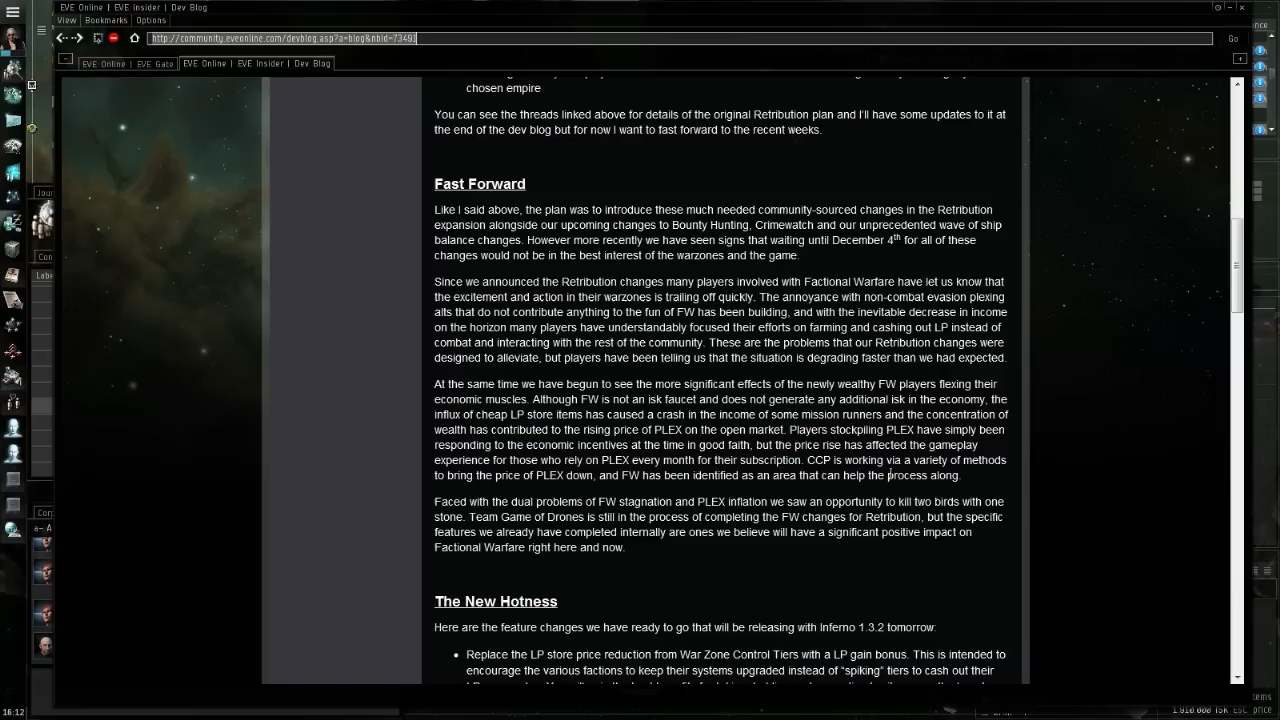 EVE Online | EVE Insider | Dev Blog
View Bookmarks Options
http://community.eveonline.com/devblog.asp?a=blog&nbid=73491
Go
EVE Online | EVE Gate
EVE Online | EVE Insider | Dev Blog
chosen empire
You can see the threads linked above for details of the original Retribution plan and I'll have some updates to it at
the end of the dev blog but for now I want to fast forward to the recent weeks.
Fast Forward
Like I said above, the plan was to introduce these much needed community-sourced changes in the Retribution
expansion alongside our upcoming changes to Bounty Hunting, Crimewatch and our unprecedented wave of ship
balance changes. However more recently we have seen signs that waiting until December 4th for all of these
changes would not be in the best interest of the warzones and the game.
Since we announced the Retribution changes many players involved with Factional Warfare have let us know that
the excitement and action in their warzones is trailing off quickly. The annoyance with non-combat evasion plexing
alts that do not contribute anything to the fun of FW has been building, and with the inevitable decrease in income
on the horizon many players have understandably focused their efforts on farming and cashing out LP instead of
combat and interacting with the rest of the community. These are the problems that our Retribution changes were
designed to alleviate, but players have been telling us that the situation is degrading faster than we had expected.
At the same time we have begun to see the more significant effects of the newly wealthy FW players flexing their
economic muscles. Although FW is not an isk faucet and does not generate any additional isk in the economy, the
influx of cheap LP store items has caused a crash in the income of some mission runners and the concentration of
wealth has contributed to the rising price of PLEX on the open market. Players stockpiling PLEX have simply been
responding to the economic incentives at the time in good faith, but the price rise has affected the gameplay
experience for those who rely on PLEX every month for their subscription. CCP is working via a variety of methods
to bring the price of PLEX down, and FW has been identified as an area that can help the process along.
Faced with the dual problems of FW stagnation and PLEX inflation we saw an opportunity to kill two birds with one
stone. Team Game of Drones is still in the process of completing the FW changes for Retribution, but the specific
features we already have completed internally are ones we believe will have a significant positive impact on
Factional Warfare right here and now.
The New Hotness
Here are the feature changes we have ready to go that will be releasing with Inferno 1.3.2 tomorrow:
• Replace the LP store price reduction from War Zone Control Tiers with a LP gain bonus. This is intended to
encourage the various factions to keep their systems upgraded instead of "spiking" tiers to cash out their
Jour
Con
Labe
Corp
16:12